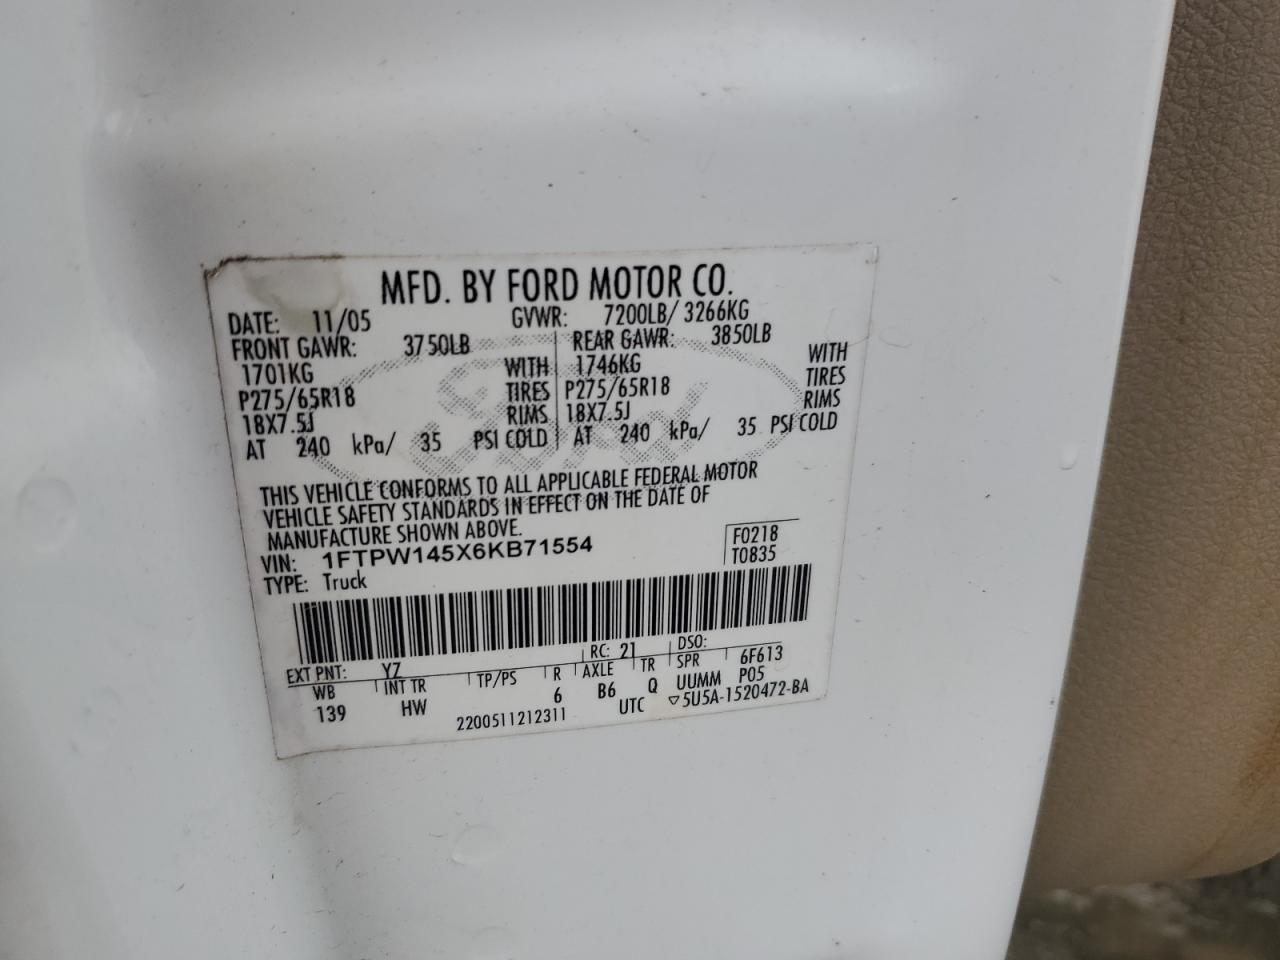 MFD. BY FORD MOTOR CO.
DATE: 11/05 GVWR: 7200LB/ 3266KG
FRONT GAWR: 3750LB REAR GAWR: 3850LB
1701KG WITH 1746KG WITH
P275/65R18 TIRES P275/65R18 TIRES
18X7.5J RIMS 18X7.5J RIMS
AT 240 kPa/ 35 PSI COLD AT 240 kPa/ 35 PSI COLD
Ford
THIS VEHICLE CONFORMS TO ALL APPLICABLE FEDERAL MOTOR
VEHICLE SAFETY STANDARDS IN EFFECT ON THE DATE OF
MANUFACTURE SHOWN ABOVE.
VIN: 1FTPW145X6KB71554 F0218
TYPE: Truck T0835
EXT PNT: YZ RC: 21 DSO:
WB INT TR TP/PS R AXLE TR SPR 6F613
139 HW 6 B6 Q UUMM P05
2200511212311 UTC ▽5U5A-1520472-BA